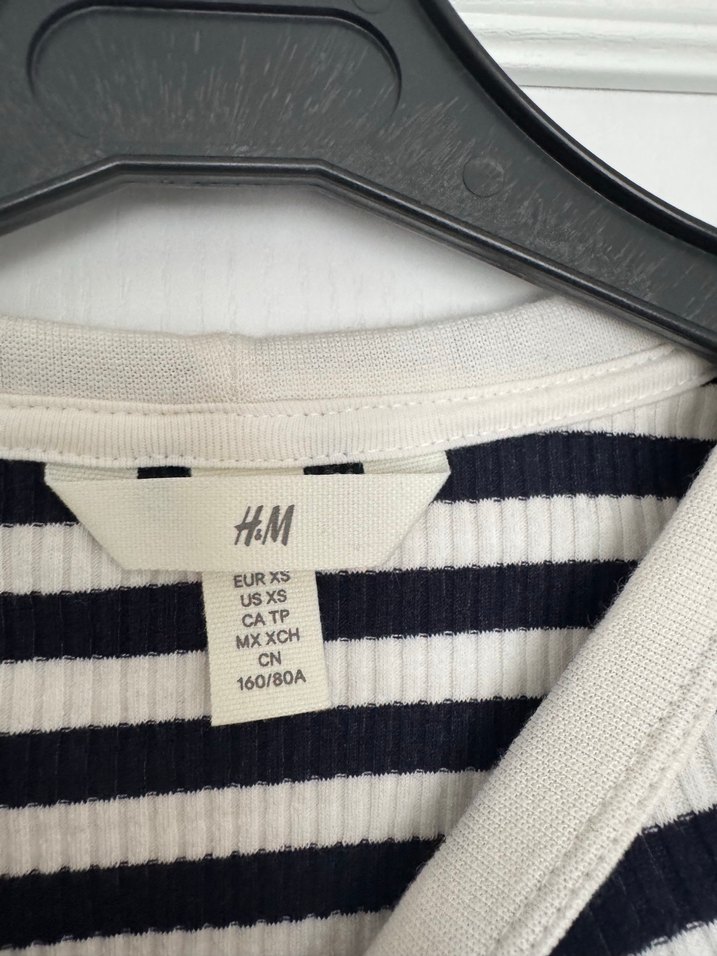 H&M
EUR XS
US XS
CA TP
MX XCH
CN
160/80A